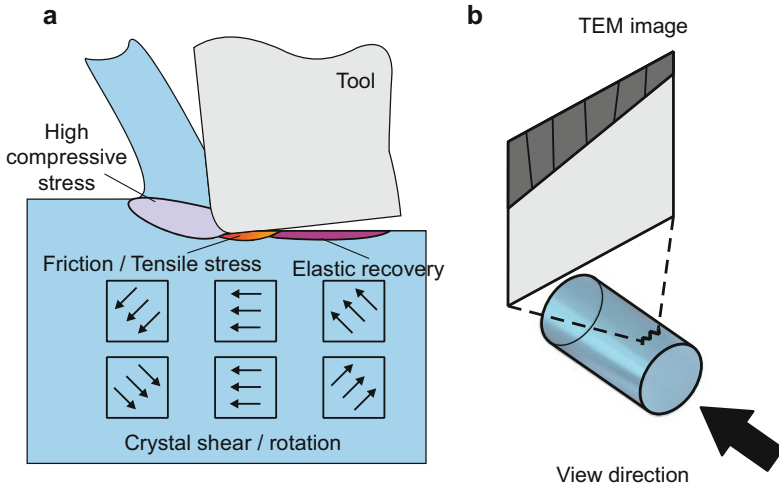 a
Tool
High
compressive
stress
Friction / Tensile stress
Elastic recovery
Crystal shear / rotation
b
TEM image
View direction